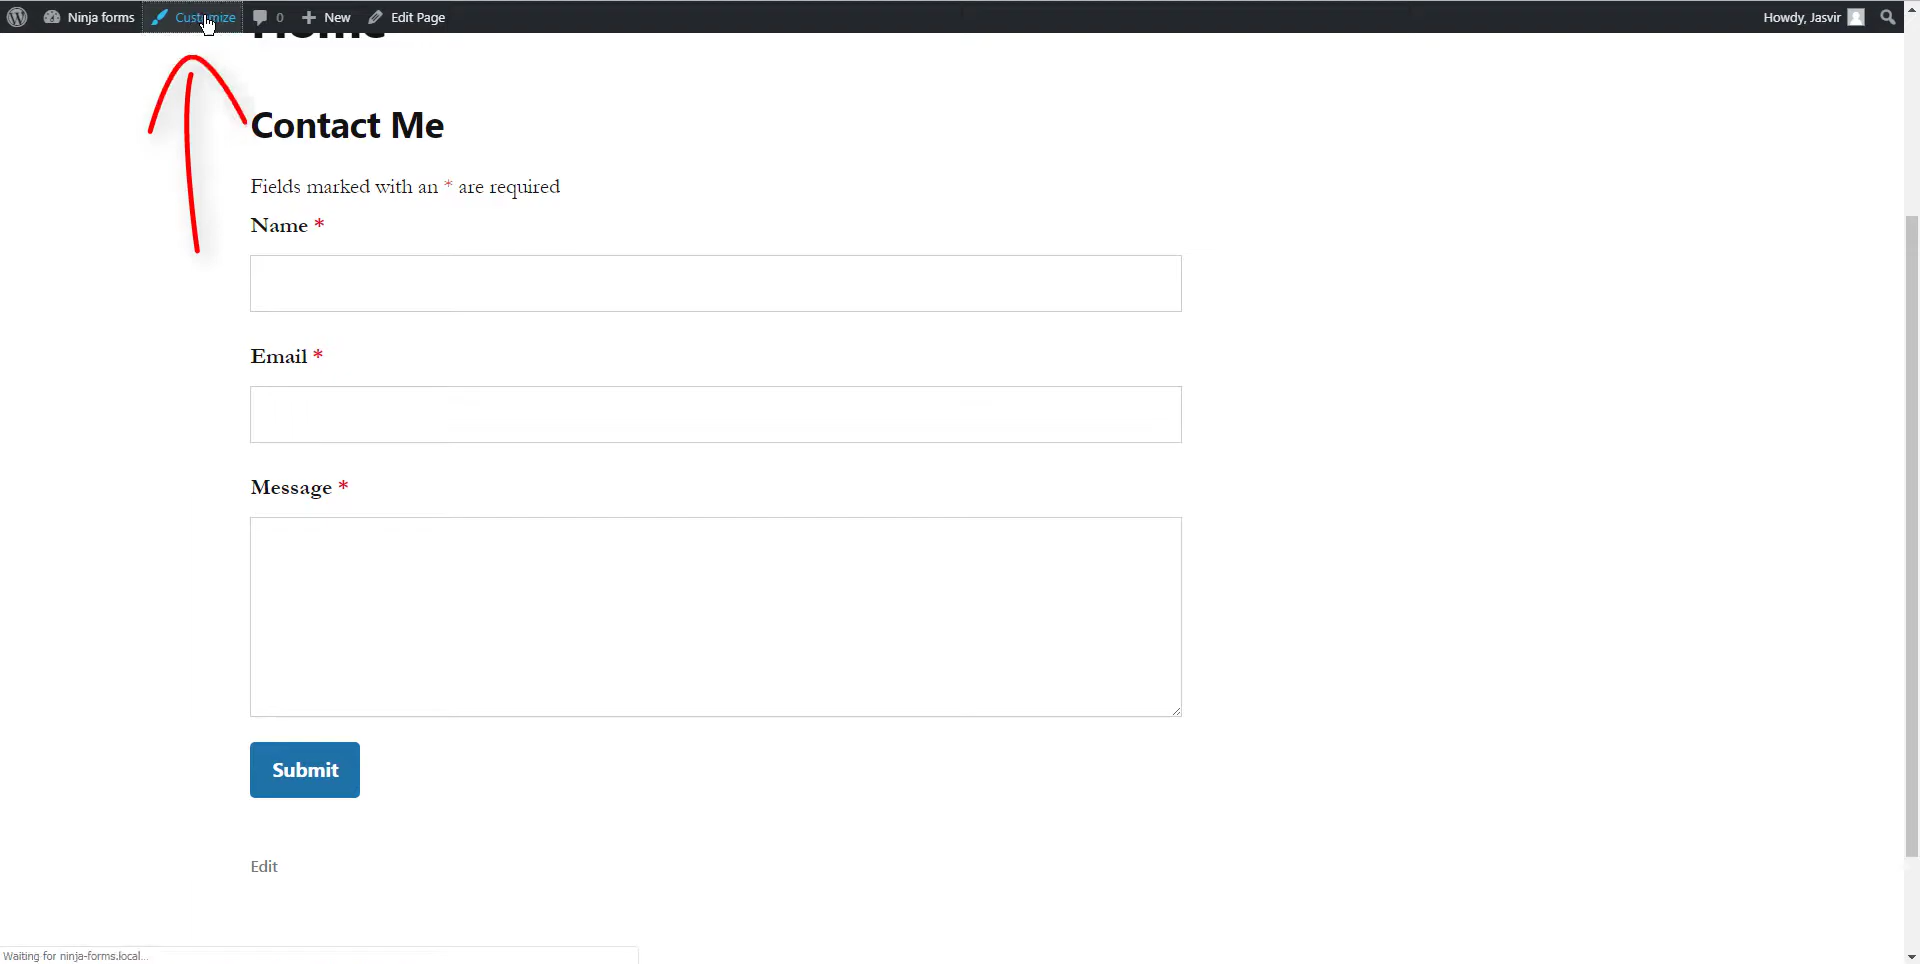 Ninja forms Customize 0 New Edit Page Howdy, Jasvir
Home
Contact Me
Fields marked with an * are required
Name *
Email *
Message *
Submit
Edit
Waiting for ninja-forms.local...